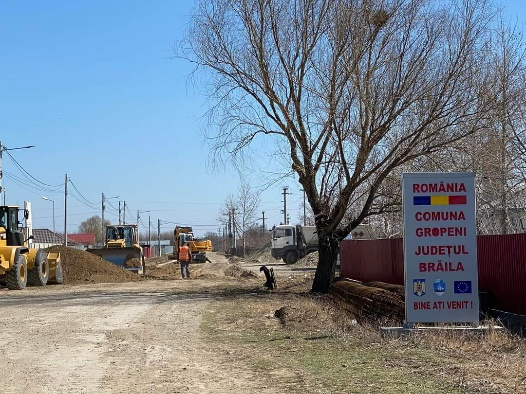 ROMÂNIA
COMUNA
GROPENI
JUDEȚUL
BRĂILA
BINE ATI VENIT !